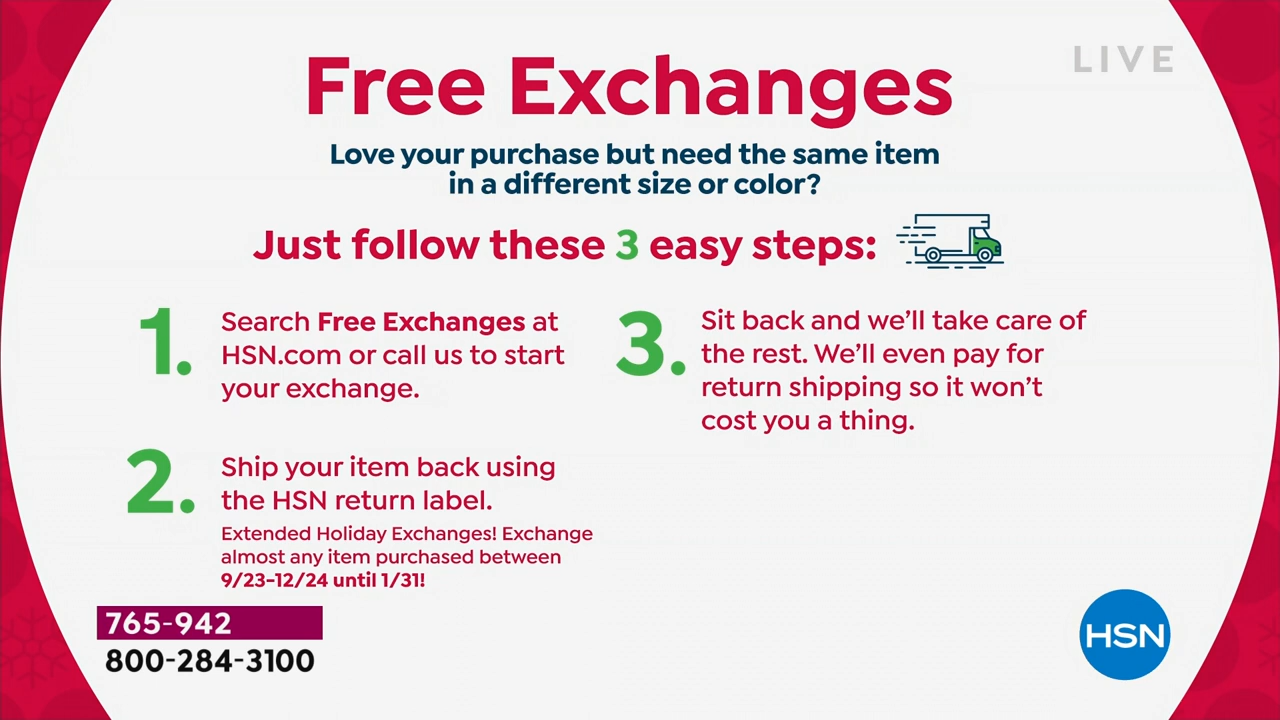 LIVE
Free Exchanges
Love your purchase but need the same item
in a different size or color?
Just follow these 3 easy steps:
1. Search Free Exchanges at
HSN.com or call us to start
your exchange.
2. Ship your item back using
the HSN return label.
Extended Holiday Exchanges! Exchange
almost any item purchased between
9/23-12/24 until 1/31!
3. Sit back and we'll take care of
the rest. We'll even pay for
return shipping so it won't
cost you a thing.
765-942
800-284-3100
HSN